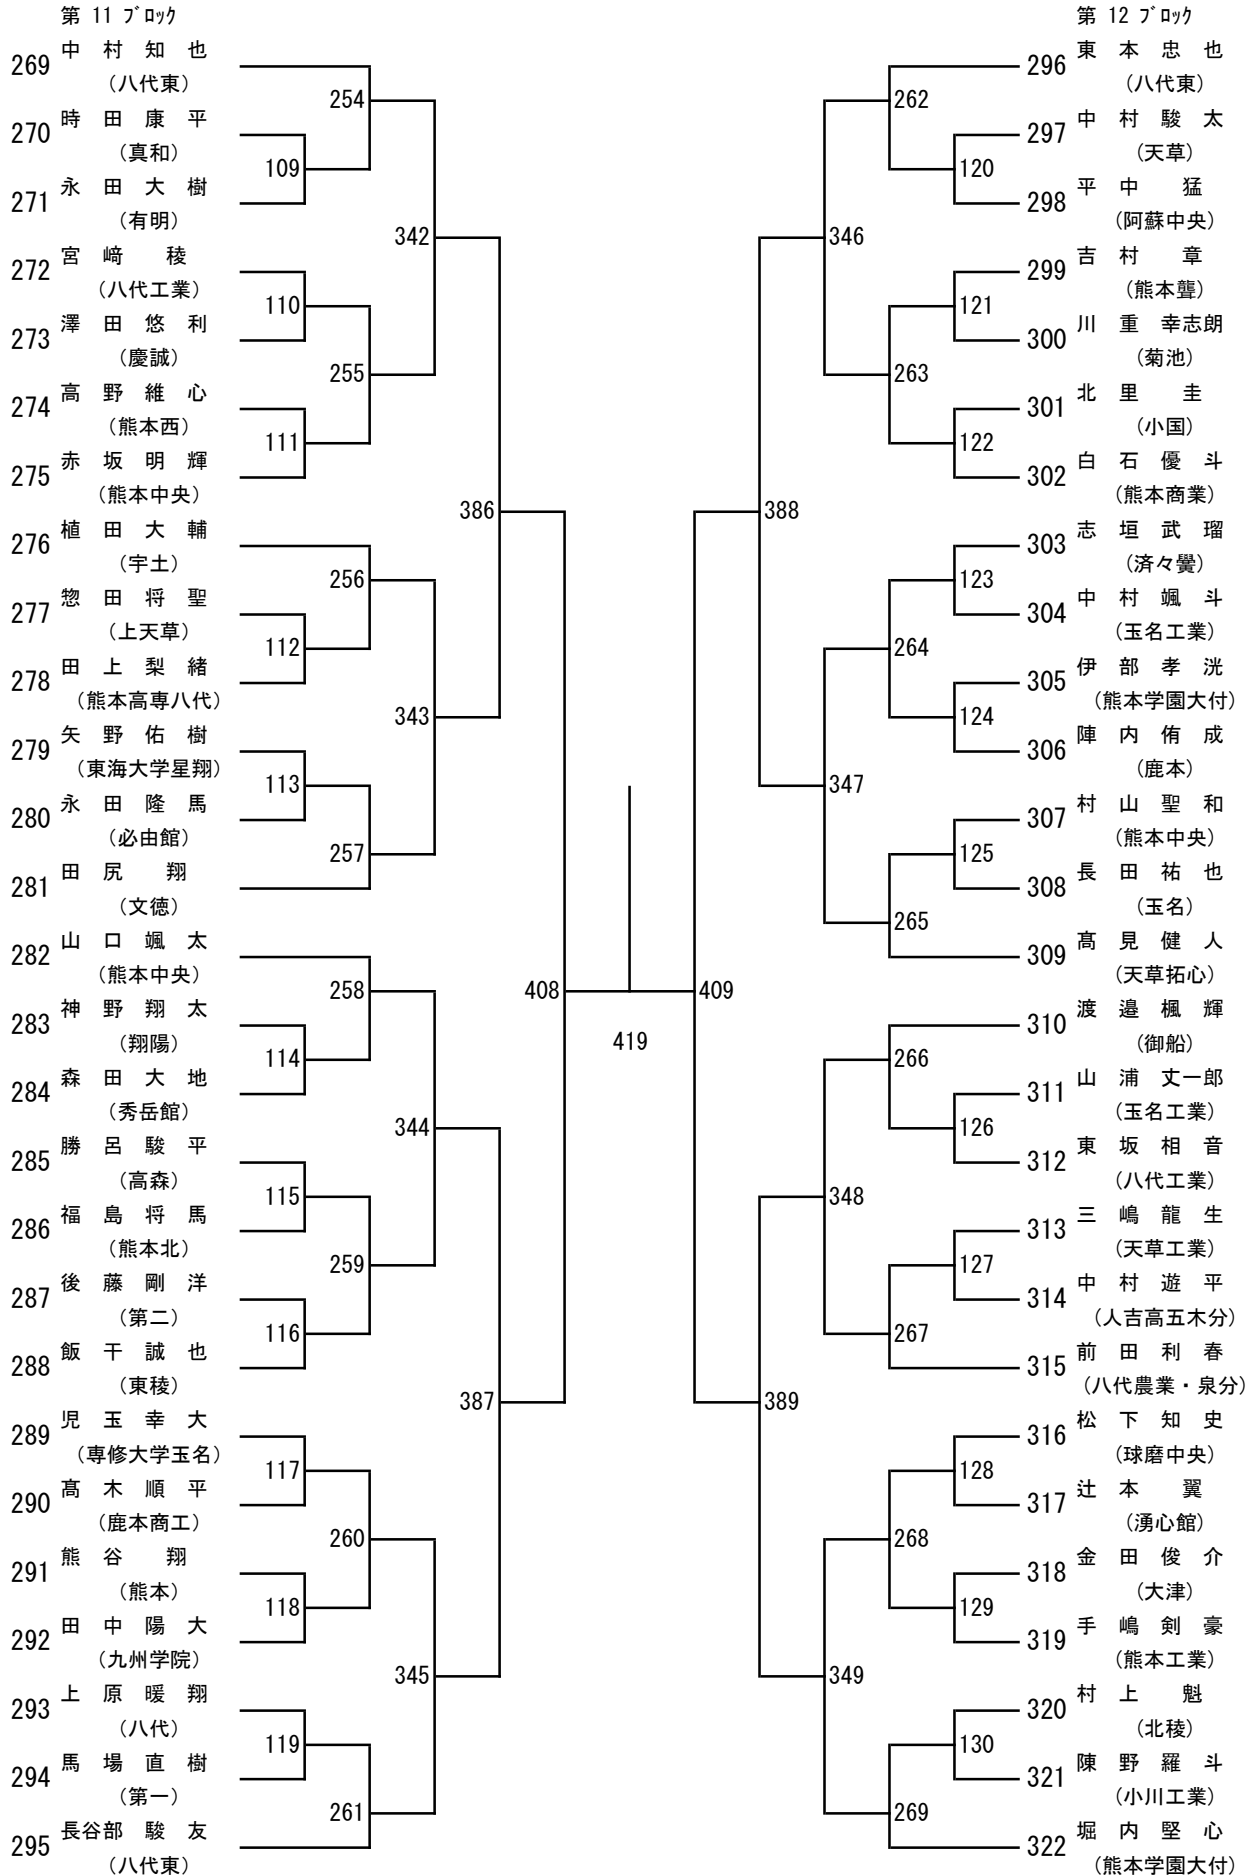 第 11 ブロック
269 中 村 知 也
(八代東)
270 時 田 康 平
(真和)
271 永 田 大 樹
(有明)
272 宮 﨑 稜
(八代工業)
273 澤 田 悠 利
(慶誠)
274 高 野 維 心
(熊本西)
275 赤 坂 明 輝
(熊本中央)
276 植 田 大 輔
(宇土)
277 惣 田 将 聖
(上天草)
278 田 上 梨 緒
(熊本高専八代)
279 矢 野 佑 樹
(東海大学星翔)
280 永 田 隆 馬
(必由館)
281 田 尻 翔
(文徳)
282 山 口 颯 太
(熊本中央)
283 神 野 翔 太
(翔陽)
284 森 田 大 地
(秀岳館)
285 勝 呂 駿 平
(高森)
286 福 島 将 馬
(熊本北)
287 後 藤 剛 洋
(第二)
288 飯 干 誠 也
(東稜)
289 児 玉 幸 大
(専修大学玉名)
290 髙 木 順 平
(鹿本商工)
291 熊 谷 翔
(熊本)
292 田 中 陽 大
(九州学院)
293 上 原 暖 翔
(八代)
294 馬 場 直 樹
(第一)
295 長谷部 駿 友
(八代東)
109
110
111
112
113
114
115
116
117
118
119
254
255
256
257
258
259
260
261
342
343
344
345
386
387
408
419
409
388
389
346
347
348
349
262
263
264
265
266
267
268
269
120
121
122
123
124
125
126
127
128
129
130
第 12 ブロック
296 東 本 忠 也
(八代東)
297 中 村 駿 太
(天草)
298 平 中 猛
(阿蘇中央)
299 吉 村 章
(熊本聾)
300 川 重 幸志朗
(菊池)
301 北 里 圭
(小国)
302 白 石 優 斗
(熊本商業)
303 志 垣 武 瑠
(済々黌)
304 中 村 颯 斗
(玉名工業)
305 伊 部 孝 洸
(熊本学園大付)
306 陣 内 侑 成
(鹿本)
307 村 山 聖 和
(熊本中央)
308 長 田 祐 也
(玉名)
309 髙 見 健 人
(天草拓心)
310 渡 邉 楓 輝
(御船)
311 山 浦 丈一郎
(玉名工業)
312 東 坂 相 音
(八代工業)
313 三 嶋 龍 生
(天草工業)
314 中 村 遊 平
(人吉高五木分)
315 前 田 利 春
(八代農業・泉分)
316 松 下 知 史
(球磨中央)
317 辻 本 翼
(湧心館)
318 金 田 俊 介
(大津)
319 手 嶋 剣 豪
(熊本工業)
320 村 上 魁
(北稜)
321 陳 野 羅 斗
(小川工業)
322 堀 内 堅 心
(熊本学園大付)